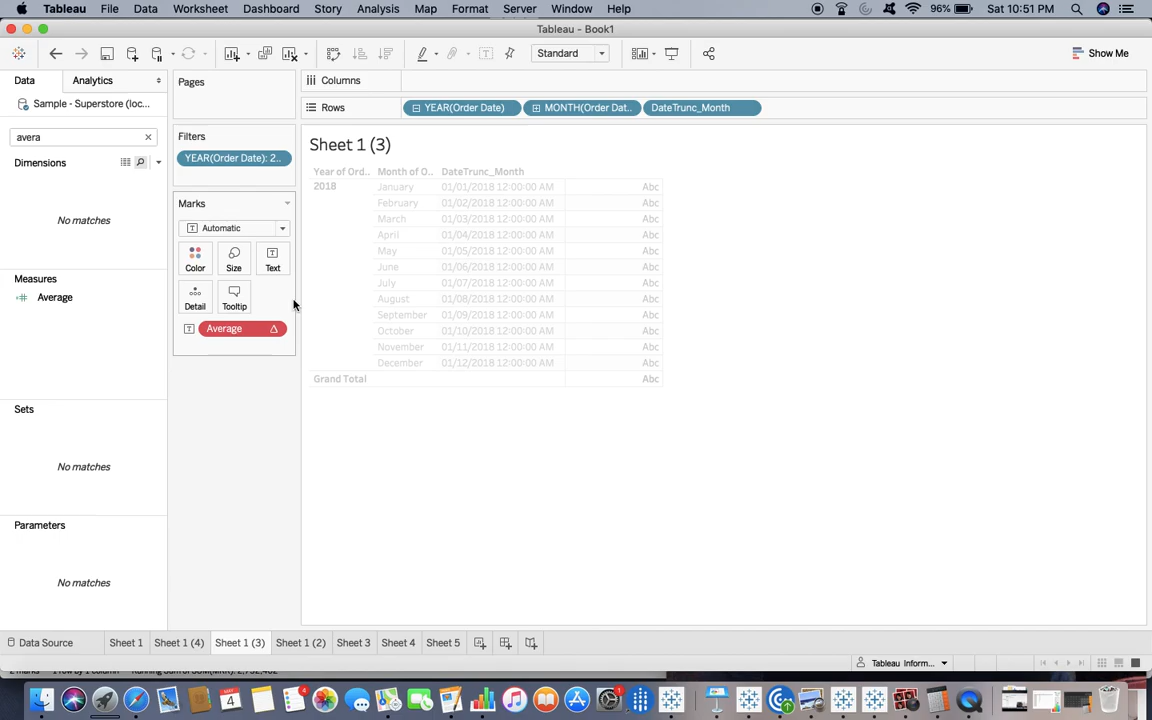 Tableau File Data Worksheet Dashboard Story Analysis Map Format Server Window Help 96% Sat 10:51 PM
Tableau - Book1
Standard Show Me
Data Analytics Pages Columns
Sample - Superstore (loc...
Rows YEAR(Order Date) MONTH(Order Dat.. DateTrunc_Month
avera Filters
Sheet 1 (3)
YEAR(Order Date): 2..
Dimensions
Year of Ord.. Month of O.. DateTrunc_Month
2018 January 01/01/2018 12:00:00 AM Abc
Marks February 01/02/2018 12:00:00 AM Abc
No matches March 01/03/2018 12:00:00 AM Abc
Automatic April 01/04/2018 12:00:00 AM Abc
May 01/05/2018 12:00:00 AM Abc
Color Size Text June 01/06/2018 12:00:00 AM Abc
Measures July 01/07/2018 12:00:00 AM Abc
Average August 01/08/2018 12:00:00 AM Abc
Detail Tooltip September 01/09/2018 12:00:00 AM Abc
Average October 01/10/2018 12:00:00 AM Abc
November 01/11/2018 12:00:00 AM Abc
December 01/12/2018 12:00:00 AM Abc
Grand Total Abc
Sets
No matches
Parameters
No matches
Data Source Sheet 1 Sheet 1 (4) Sheet 1 (3) Sheet 1 (2) Sheet 3 Sheet 4 Sheet 5
Tableau Inform...
4
4
1